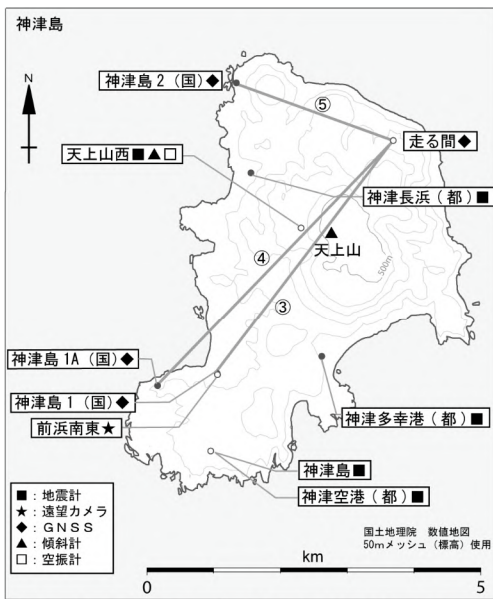 神津島
神津島2(国)◆
⑤
N
走る間◆
天上山西■▲□
神津長浜(都)■
天上山
500m
④
③
神津島1A(国)◆
神津島1(国)◆
前浜南東★
神津多幸港(都)■
神津島■
神津空港(都)■
■:地震計
★:遠望カメラ
◆:GNSS
▲:傾斜計
□:空振計
国土地理院 数値地図
50mメッシュ(標高)使用
km
0 5